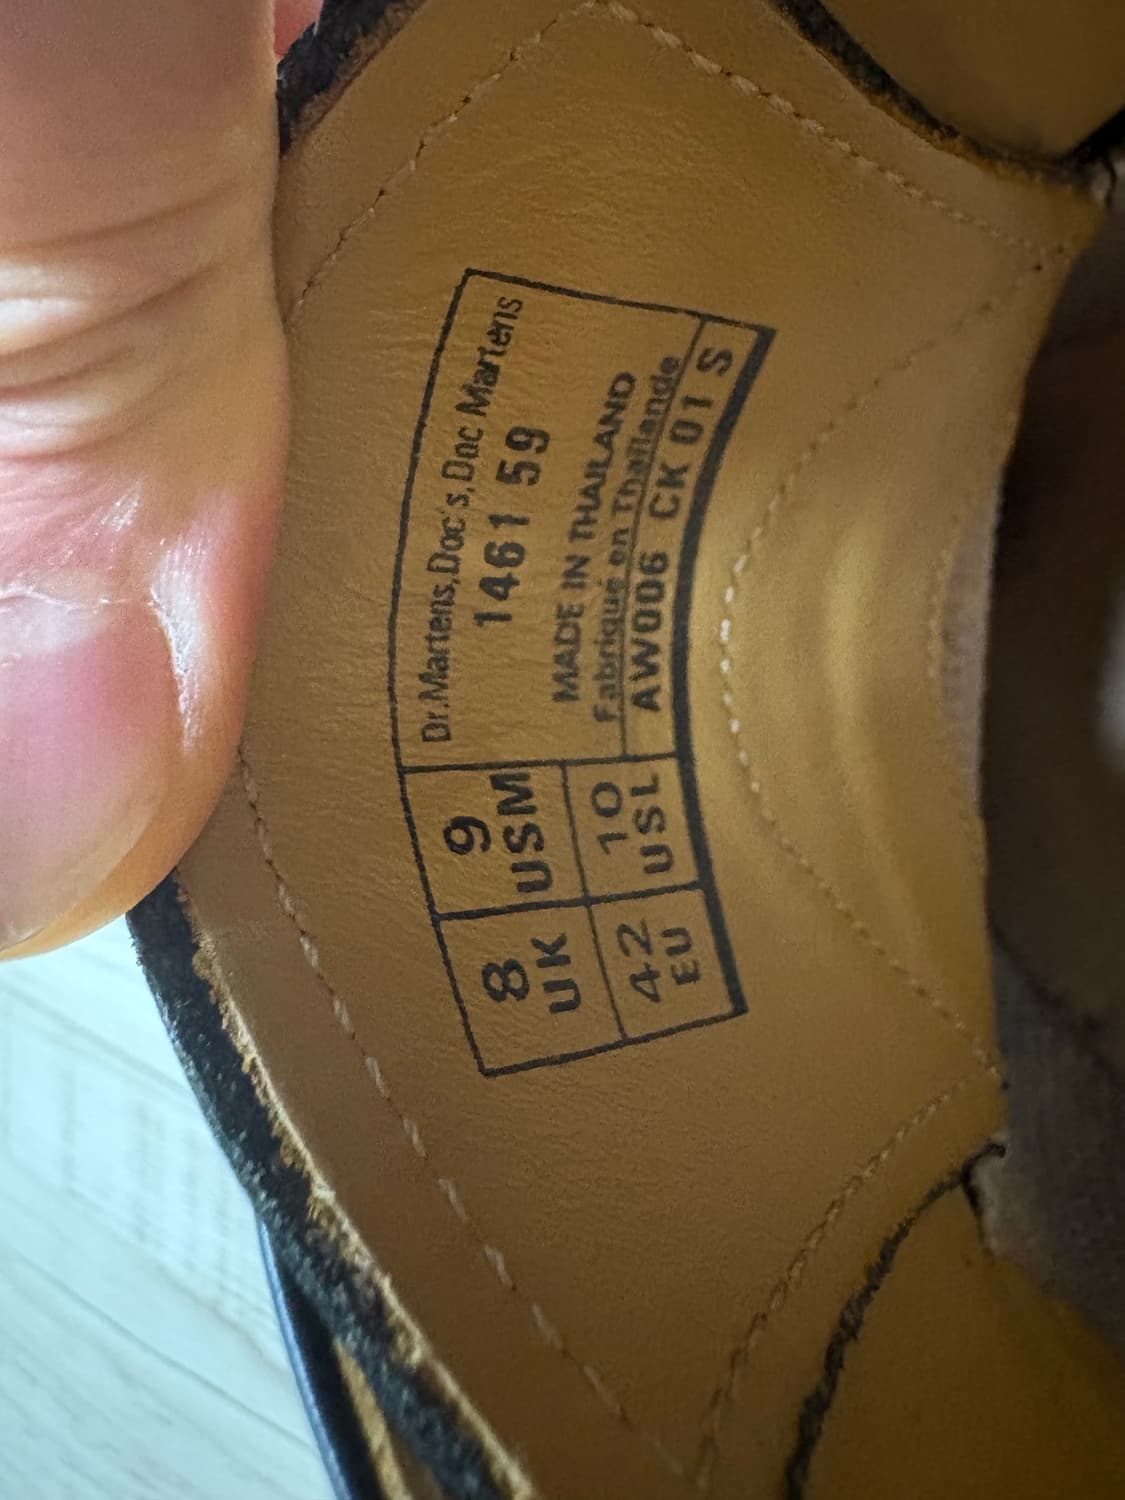 Dr.Martens,Doc's,Doc Martens
1461 59
MADE IN THAILAND
Fabriqué en Thaïlande
AW006 CK 01 S
8
UK
9
USM
42
EU
10
USL